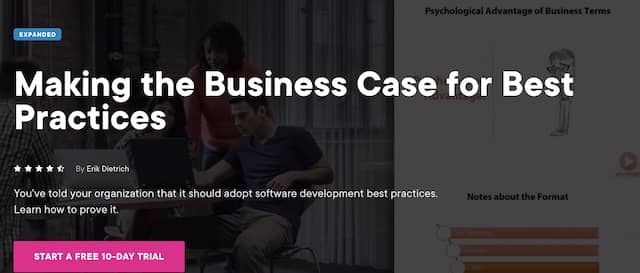 EXPANDED
Psychological Advantage of Business Terms
Making the Business Case for Best
Practices
By Erik Dietrich
You've told your organization that it should adopt software development best practices.
Learn how to prove it.
Notes about the Format
START A FREE 10-DAY TRIAL